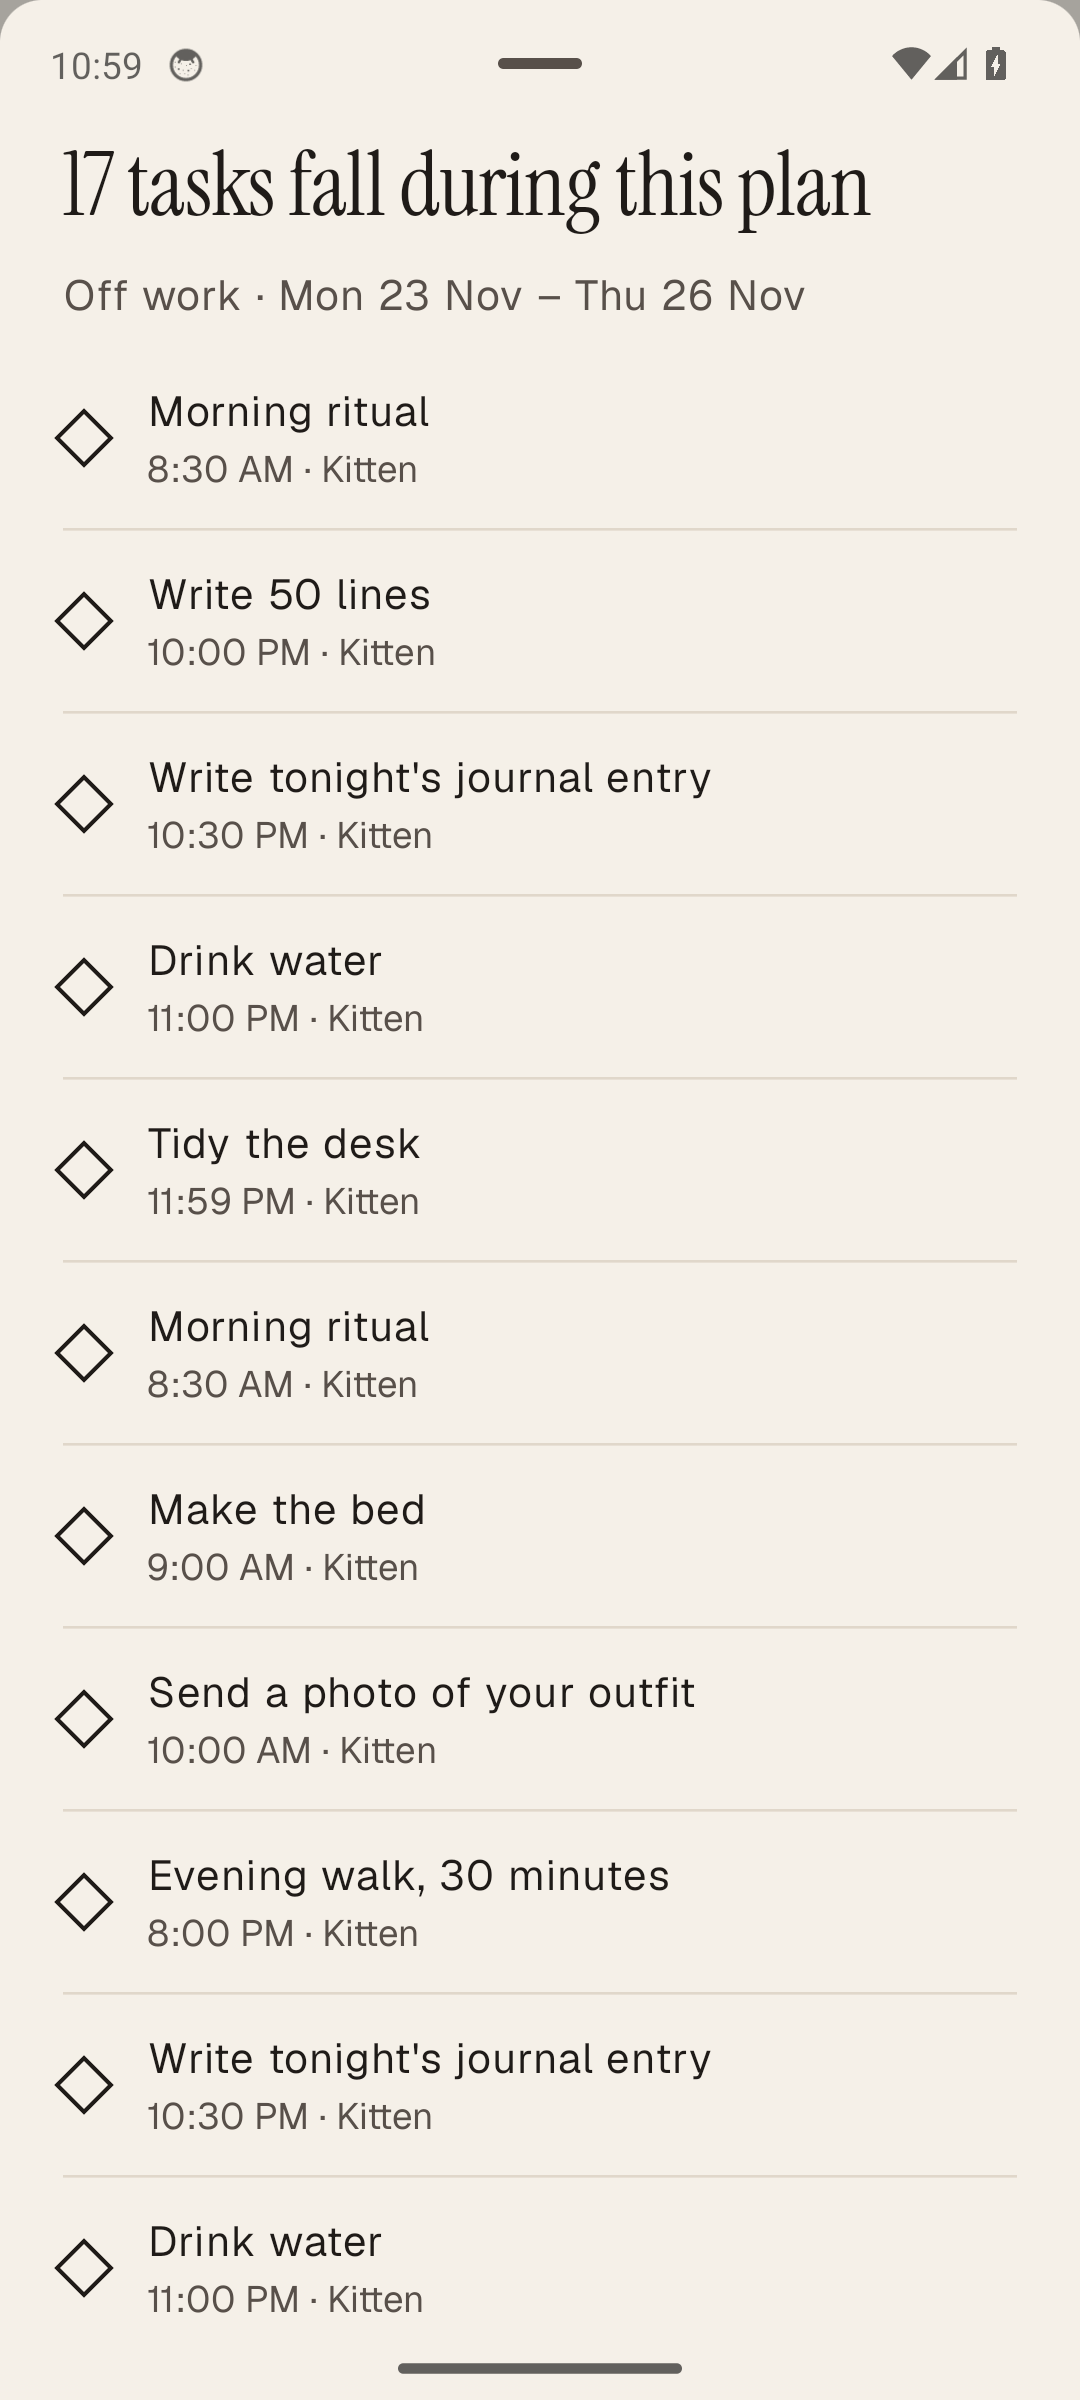 10:59
17 tasks fall during this plan
Off work · Mon 23 Nov – Thu 26 Nov
Morning ritual
8:30 AM · Kitten
Write 50 lines
10:00 PM · Kitten
Write tonight's journal entry
10:30 PM · Kitten
Drink water
11:00 PM · Kitten
Tidy the desk
11:59 PM · Kitten
Morning ritual
8:30 AM · Kitten
Make the bed
9:00 AM · Kitten
Send a photo of your outfit
10:00 AM · Kitten
Evening walk, 30 minutes
8:00 PM · Kitten
Write tonight's journal entry
10:30 PM · Kitten
Drink water
11:00 PM · Kitten